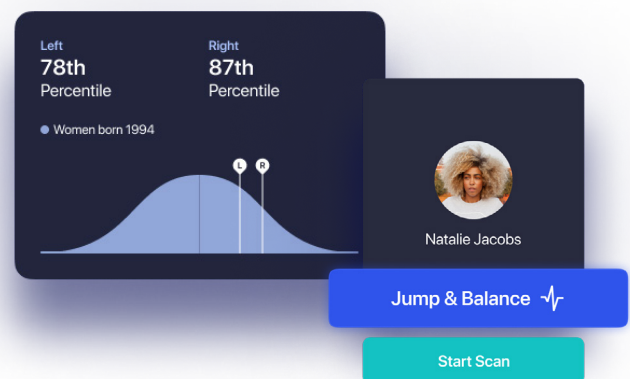 Left
Right
78th
87th
Percentile
Percentile
Women born 1994
L
R
Natalie Jacobs
Jump & Balance
Start Scan